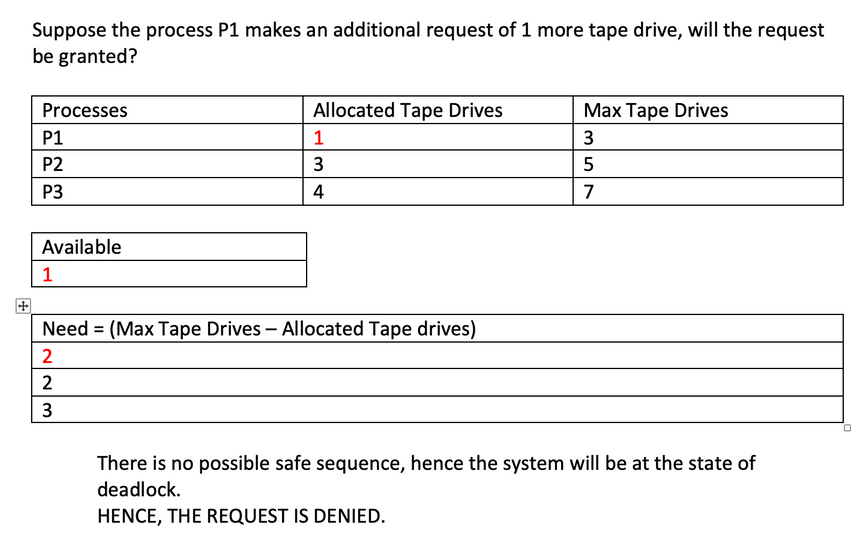 Suppose the process P1 makes an additional request of 1 more tape drive, will the request
be granted?
Processes Allocated Tape Drives Max Tape Drives
P1 1 3
P2 3 5
P3 4 7
Available
1
Need = (Max Tape Drives – Allocated Tape drives)
2
2
3
There is no possible safe sequence, hence the system will be at the state of
deadlock.
HENCE, THE REQUEST IS DENIED.